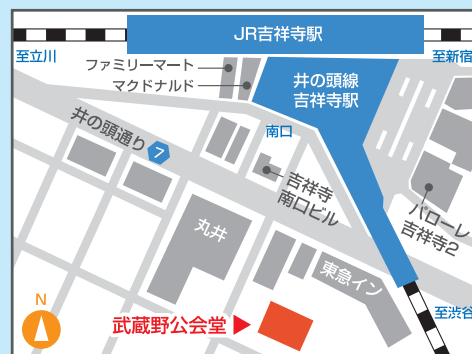 JR吉祥寺駅
至立川
至新宿
ファミリーマート
マクドナルド
井の頭線
吉祥寺駅
南口
井の頭通り
7
吉祥寺
南口ビル
パローレ
吉祥寺2
丸井
東急イン
N
武蔵野公会堂
至渋谷